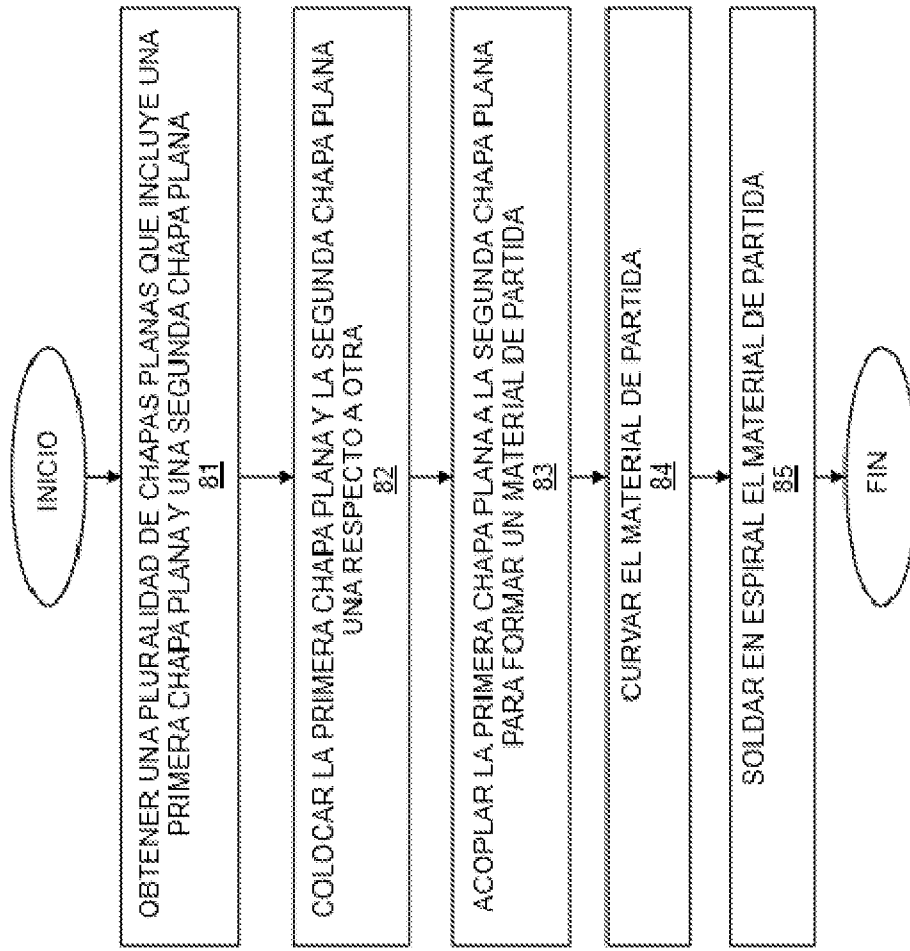 INICIO
OBTENER UNA PLURALIDAD DE CHAPAS PLANAS QUE INCLUYE UNA
PRIMERA CHAPA PLANA Y UNA SEGUNDA CHAPA PLANA
81
COLOCAR LA PRIMERA CHAPA PLANA Y LA SEGUNDA CHAPA PLANA
UNA RESPECTO A OTRA
82
ACOPLAR LA PRIMERA CHAPA PLANA A LA SEGUNDA CHAPA PLANA
PARA FORMAR UN MATERIAL DE PARTIDA
83
CURVAR EL MATERIAL DE PARTIDA
84
SOLDAR EN ESPIRAL EL MATERIAL DE PARTIDA
85
FIN